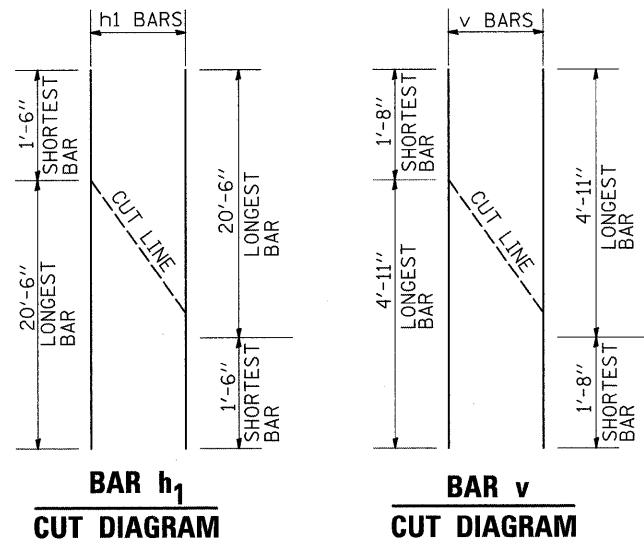 h1 BARS
1'-6"
SHORTEST
BAR
20'-6"
LONGEST
BAR
CUT LINE
20'-6"
LONGEST
BAR
1'-6"
SHORTEST
BAR
BAR h1
CUT DIAGRAM
v BARS
1'-8"
SHORTEST
BAR
4'-11"
LONGEST
BAR
CUT LINE
4'-11"
LONGEST
BAR
1'-8"
SHORTEST
BAR
BAR v
CUT DIAGRAM